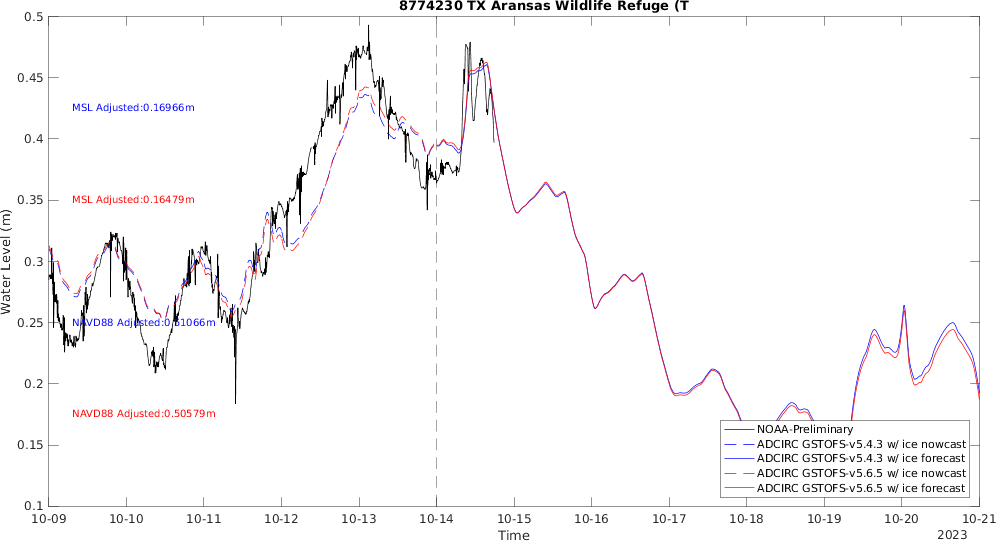 8774230 TX Aransas Wildlife Refuge (T
0.5
0.45
0.4
0.35
0.3
0.25
0.2
0.15
0.1
Water Level (m)
MSL Adjusted:0.16966m
MSL Adjusted:0.16479m
NAVD88 Adjusted:0.51066m
NAVD88 Adjusted:0.50579m
NOAA-Preliminary
ADCIRC GSTOFS-v5.4.3 w/ ice nowcast
ADCIRC GSTOFS-v5.4.3 w/ ice forecast
ADCIRC GSTOFS-v5.6.5 w/ ice nowcast
ADCIRC GSTOFS-v5.6.5 w/ ice forecast
10-09 10-10 10-11 10-12 10-13 10-14 10-15 10-16 10-17 10-18 10-19 10-20 10-21
Time
2023